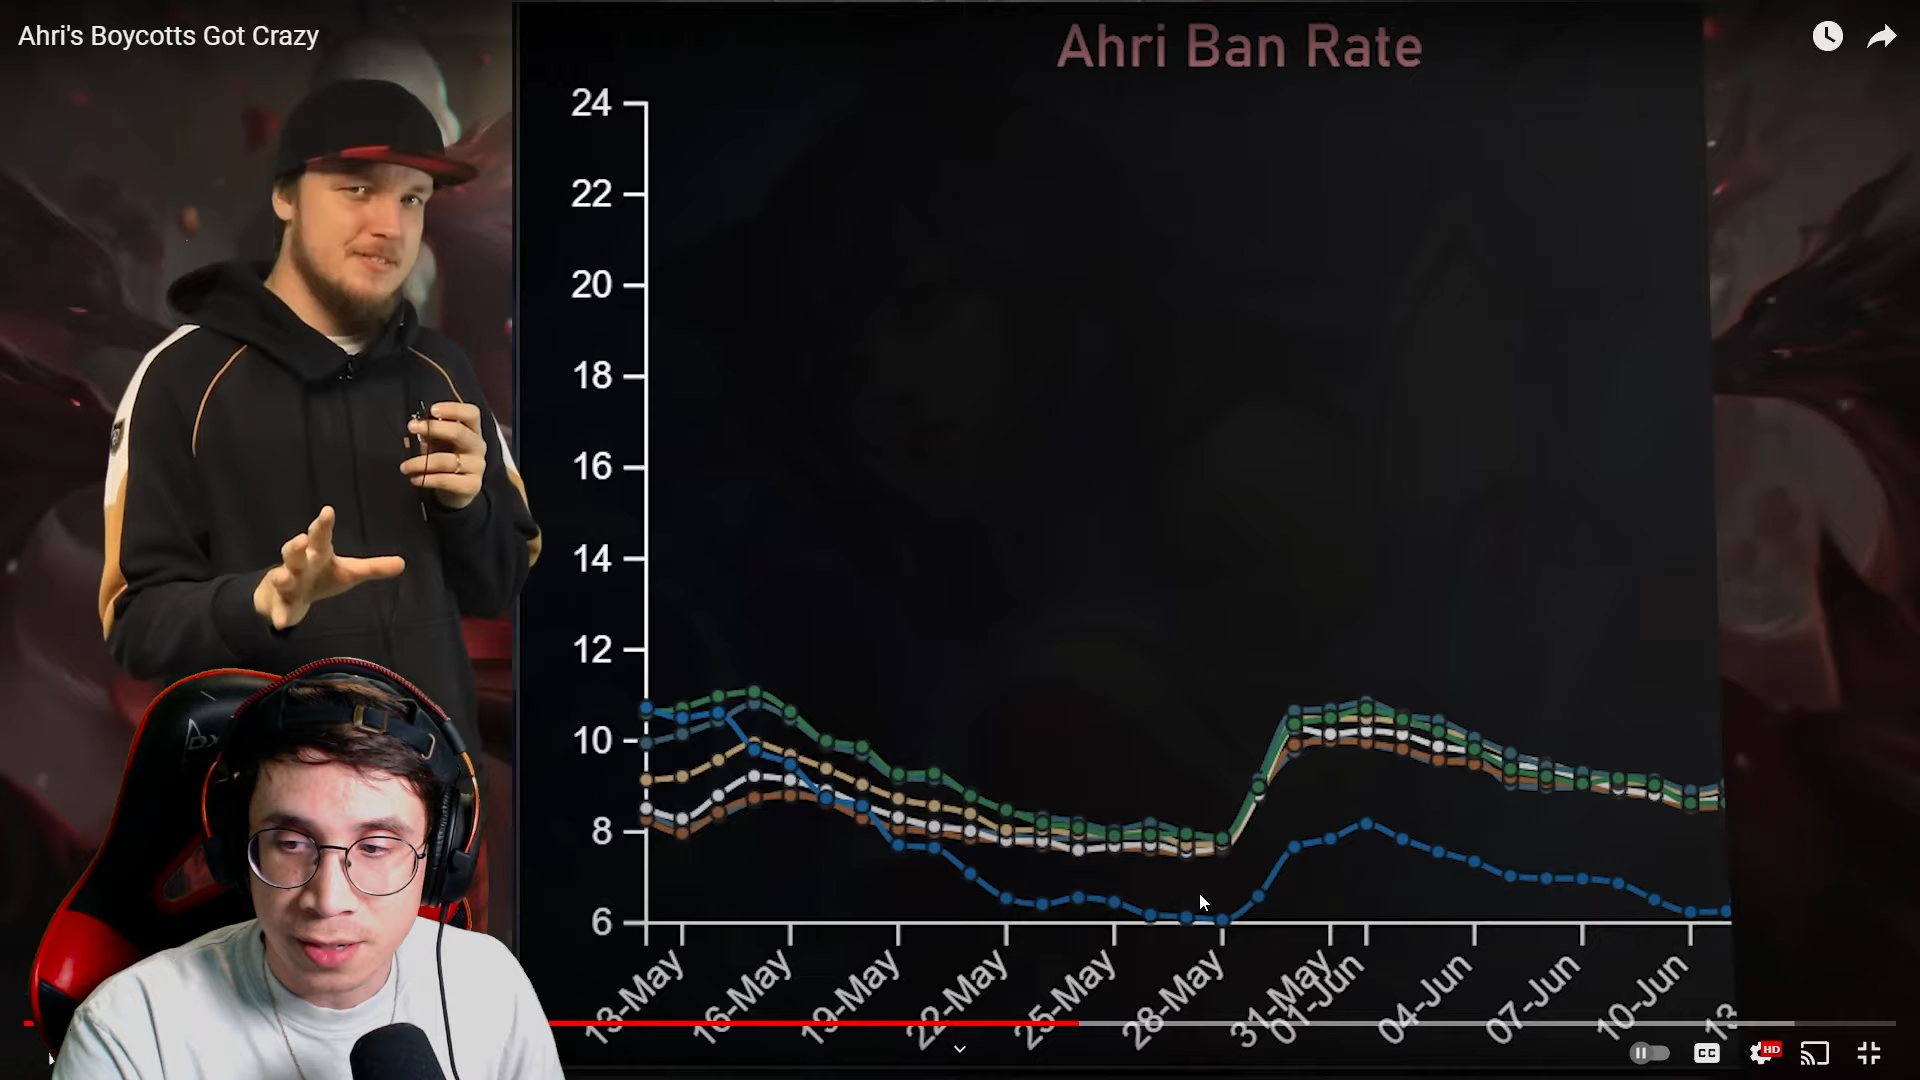 Ahri's Boycotts Got Crazy
Ahri Ban Rate
24
22
20
18
16
14
12
10
8
6
13-May
16-May
19-May
22-May
25-May
28-May
31-May
01-Jun
04-Jun
07-Jun
10-Jun
13
CC
HD